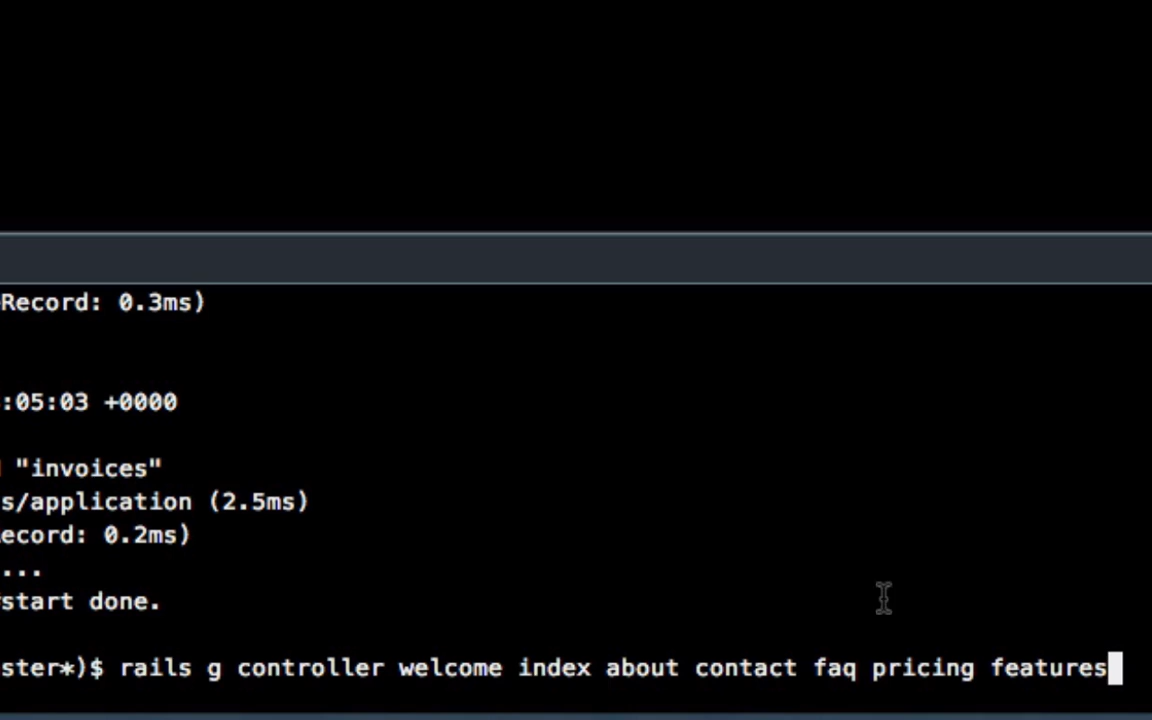 Record: 0.3ms)
:05:03 +0000
"invoices"
s/application (2.5ms)
ecord: 0.2ms)
...
start done.
ster*)$ rails g controller welcome index about contact faq pricing features